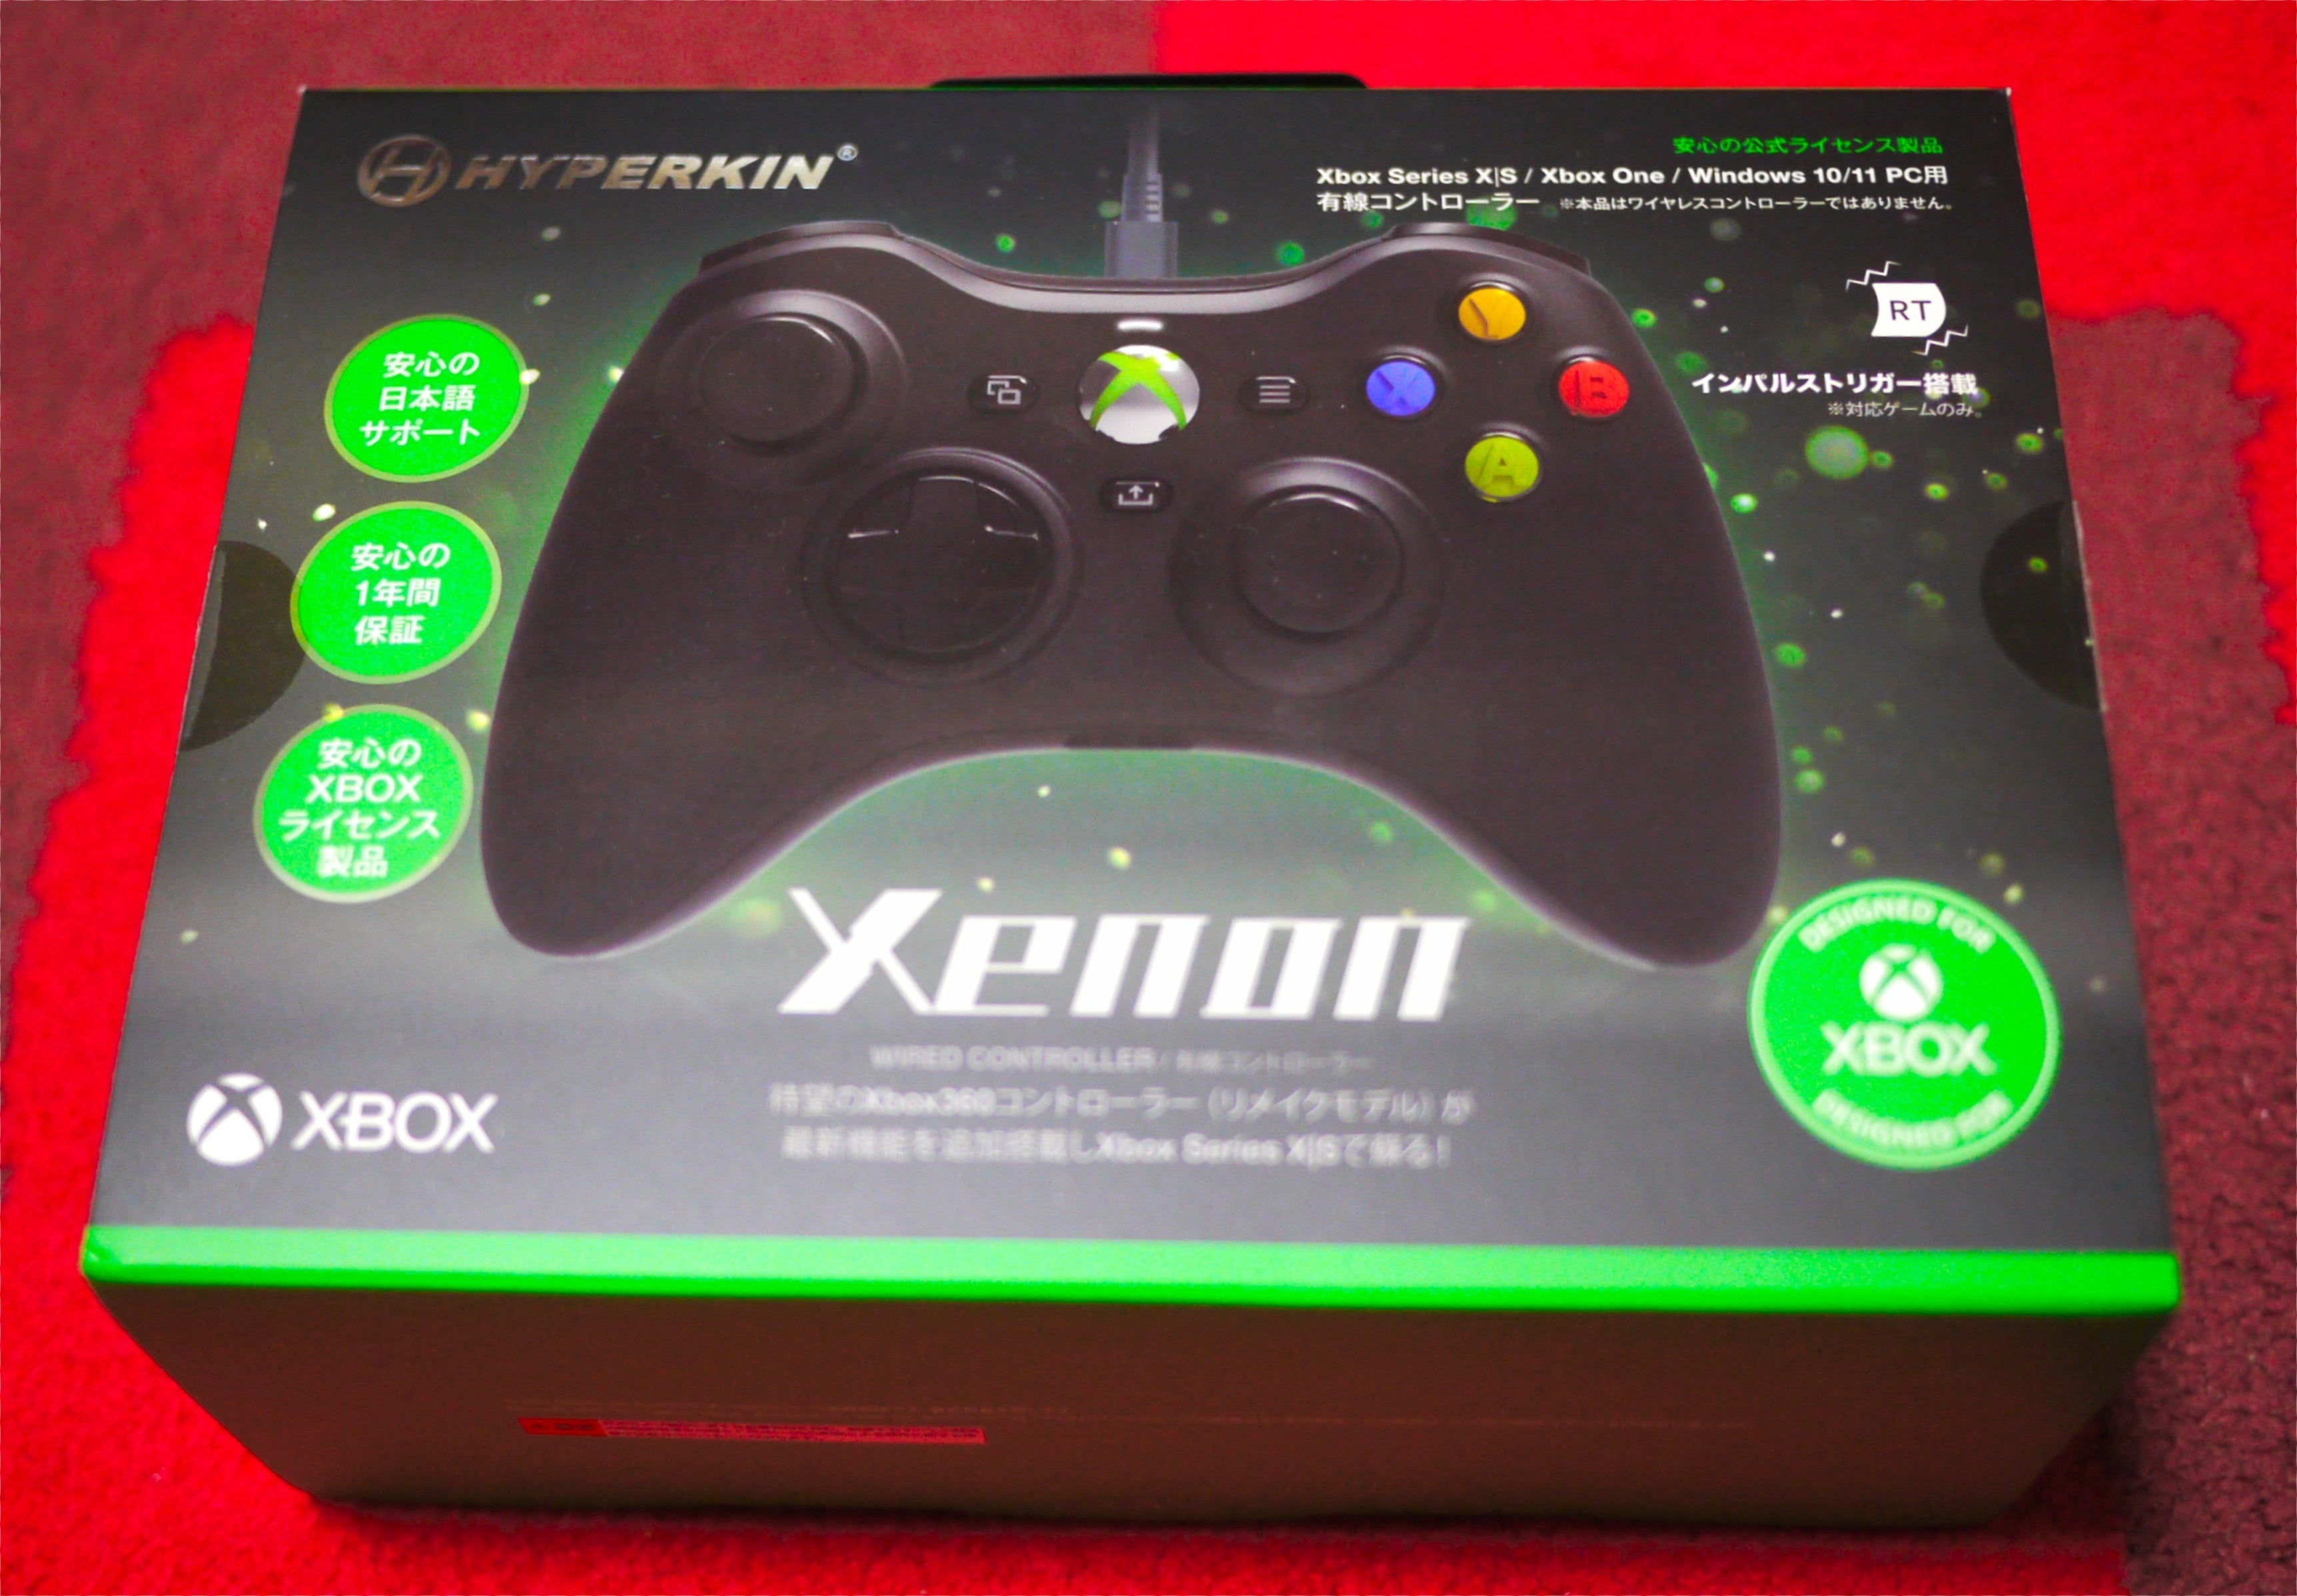 HYPERKIN®
安心の公式ライセンス製品
Xbox Series X|S / Xbox One / Windows 10/11 PC用
有線コントローラー ※本品はワイヤレスコントローラーではありません。
RT
インパルストリガー搭載
※対応ゲームのみ。
安心の
日本語
サポート
安心の
1年間
保証
安心の
XBOX
ライセンス
製品
Y
X
B
A
Xenon
WIRED CONTROLLER / 有線コントローラー
待望のXbox360コントローラー（リメイクモデル）が
最新機能を追加搭載しXbox Series X|Sで蘇る！
XBOX
DESIGNED FOR
XBOX
DESIGNED FOR